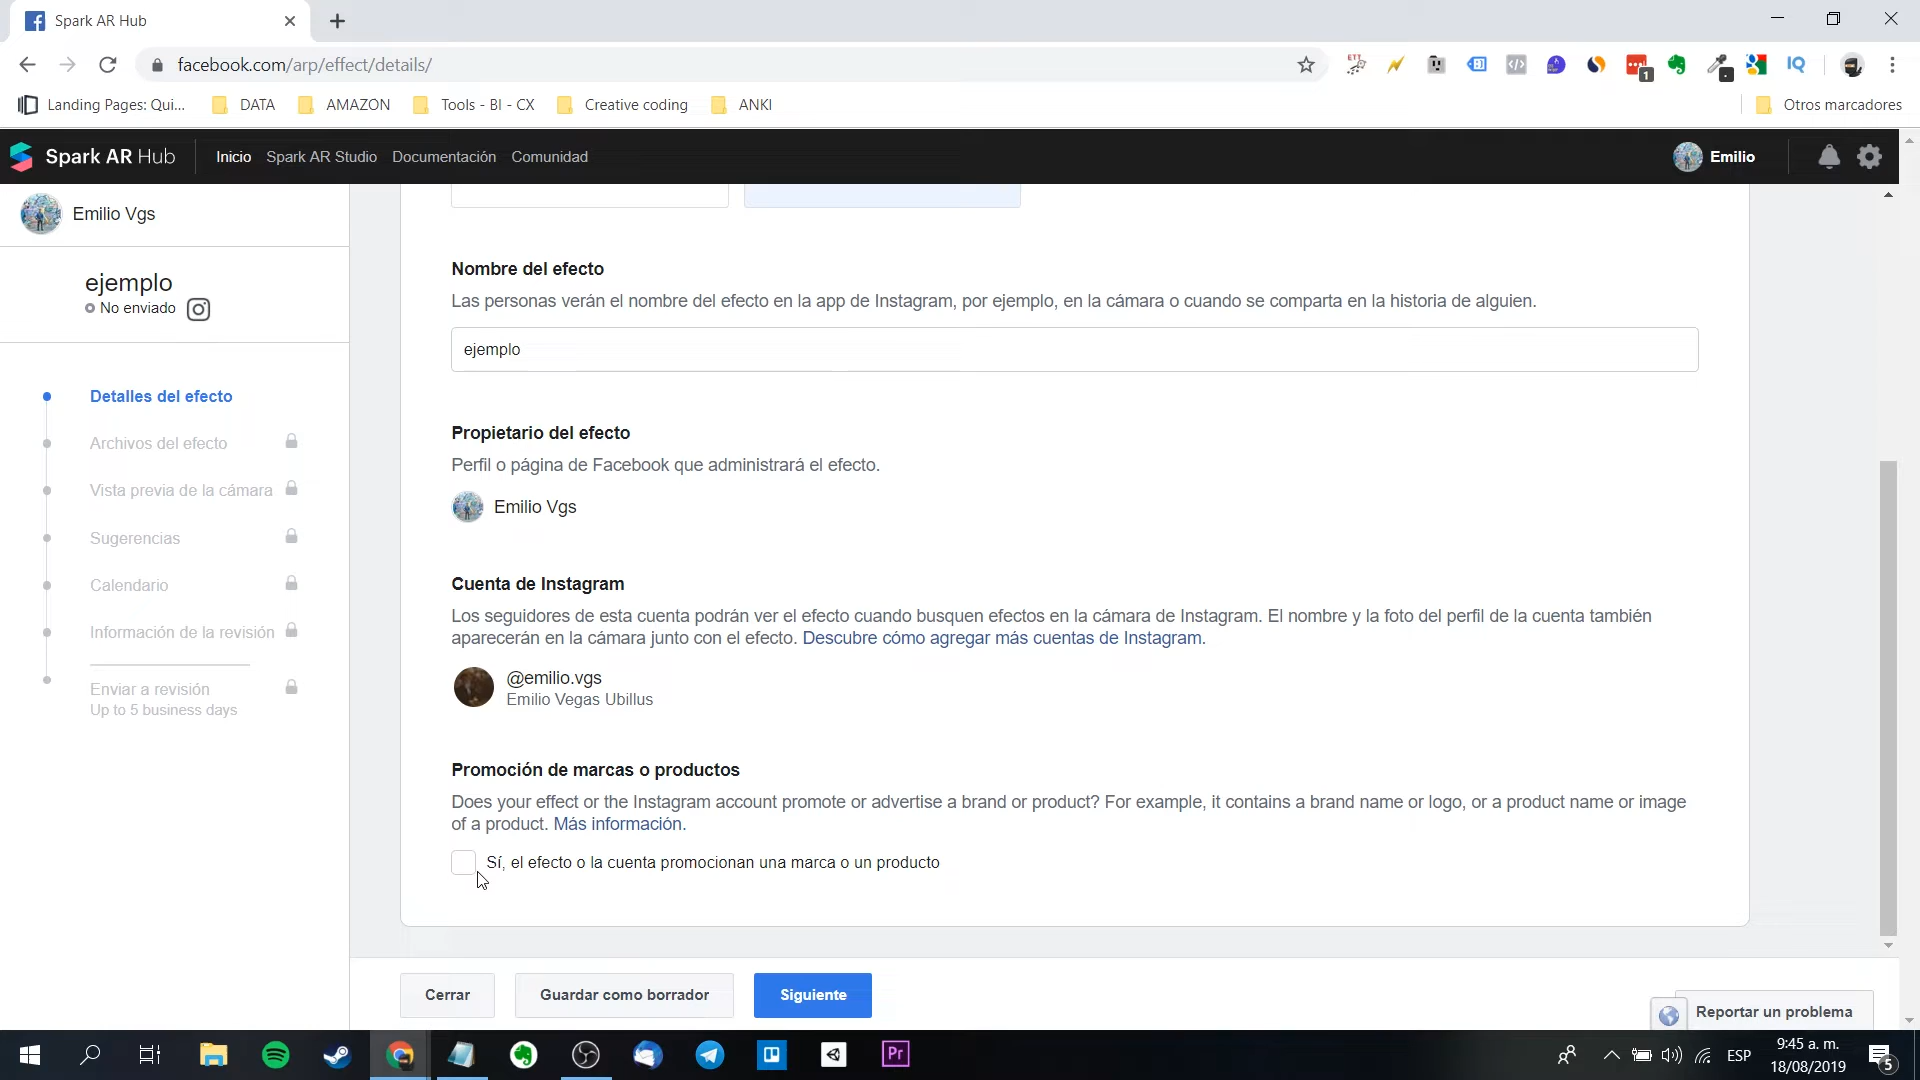 Spark AR Hub
facebook.com/arp/effect/details/
ETT
1
IQ
Landing Pages: Qui...
DATA
AMAZON
Tools - BI - CX
Creative coding
ANKI
Otros marcadores
Spark AR Hub
Inicio
Spark AR Studio
Documentación
Comunidad
Emilio
Emilio Vgs
ejemplo
No enviado
Detalles del efecto
Archivos del efecto
Vista previa de la cámara
Sugerencias
Calendario
Información de la revisión
Enviar a revisión
Up to 5 business days
Nombre del efecto
Las personas verán el nombre del efecto en la app de Instagram, por ejemplo, en la cámara o cuando se comparta en la historia de alguien.
ejemplo
Propietario del efecto
Perfil o página de Facebook que administrará el efecto.
Emilio Vgs
Cuenta de Instagram
Los seguidores de esta cuenta podrán ver el efecto cuando busquen efectos en la cámara de Instagram. El nombre y la foto del perfil de la cuenta también
aparecerán en la cámara junto con el efecto. Descubre cómo agregar más cuentas de Instagram.
@emilio.vgs
Emilio Vegas Ubillus
Promoción de marcas o productos
Does your effect or the Instagram account promote or advertise a brand or product? For example, it contains a brand name or logo, or a product name or image
of a product. Más información.
Sí, el efecto o la cuenta promocionan una marca o un producto
Cerrar
Guardar como borrador
Siguiente
Reportar un problema
Pr
ESP
9:45 a. m.
18/08/2019
5